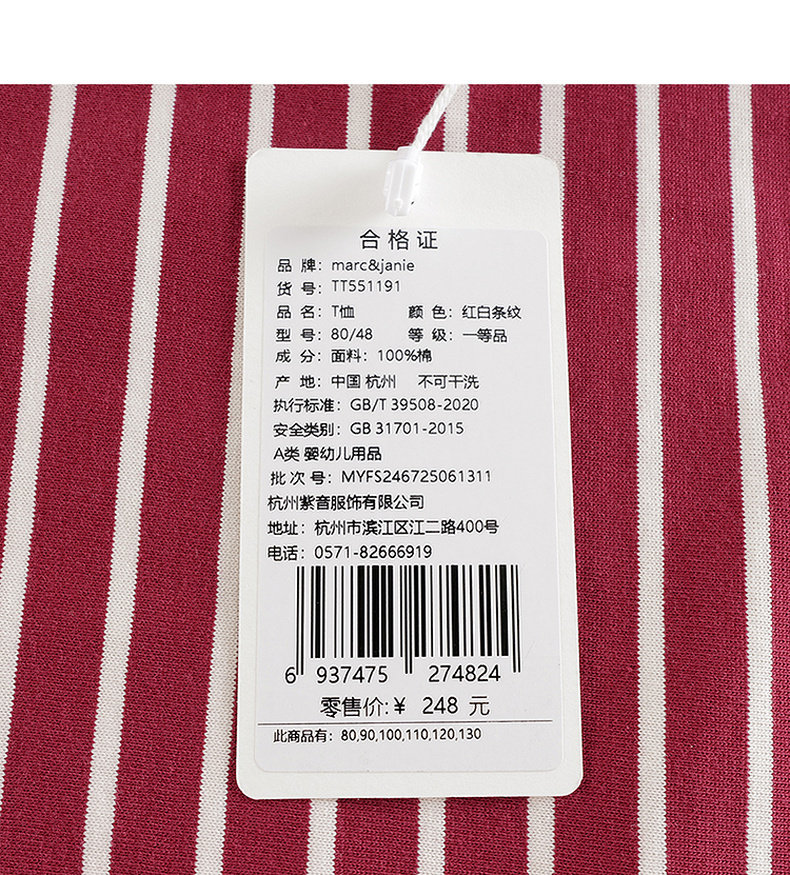 合格证
品 牌：marc&janie
货 号：TT551191
品 名：T恤 颜 色：红白条纹
型 号：80/48 等 级：一等品
成 分：面料：100%棉
产 地：中国 杭州 不可干洗
执行标准：GB/T 39508-2020
安全类别：GB 31701-2015
A类 婴幼儿用品
批 次 号：MYFS246725061311
杭州紫音服饰有限公司
地址：杭州市滨江区江二路400号
电话：0571-82666919
6 937475 274824
零售价:￥ 248 元
此商品有：80,90,100,110,120,130